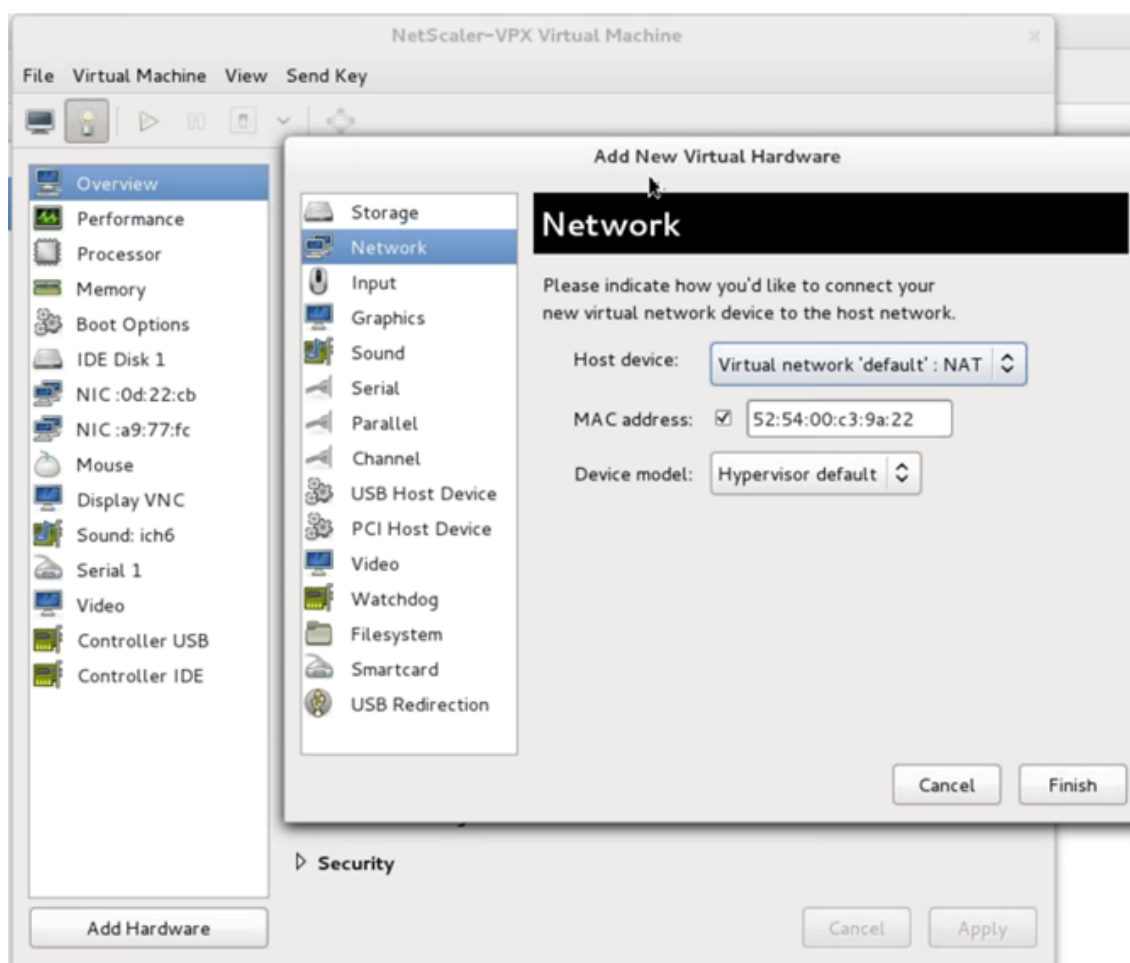 NetScaler-VPX Virtual Machine
File Virtual Machine View Send Key
Overview
Performance
Processor
Memory
Boot Options
IDE Disk 1
NIC :0d:22:cb
NIC :a9:77:fc
Mouse
Display VNC
Sound: ich6
Serial 1
Video
Controller USB
Controller IDE
Add Hardware
Add New Virtual Hardware
Storage
Network
Input
Graphics
Sound
Serial
Parallel
Channel
USB Host Device
PCI Host Device
Video
Watchdog
Filesystem
Smartcard
USB Redirection
Network
Please indicate how you'd like to connect your
new virtual network device to the host network.
Host device: Virtual network 'default' : NAT
MAC address: 52:54:00:c3:9a:22
Device model: Hypervisor default
Cancel Finish
Security
Cancel Apply